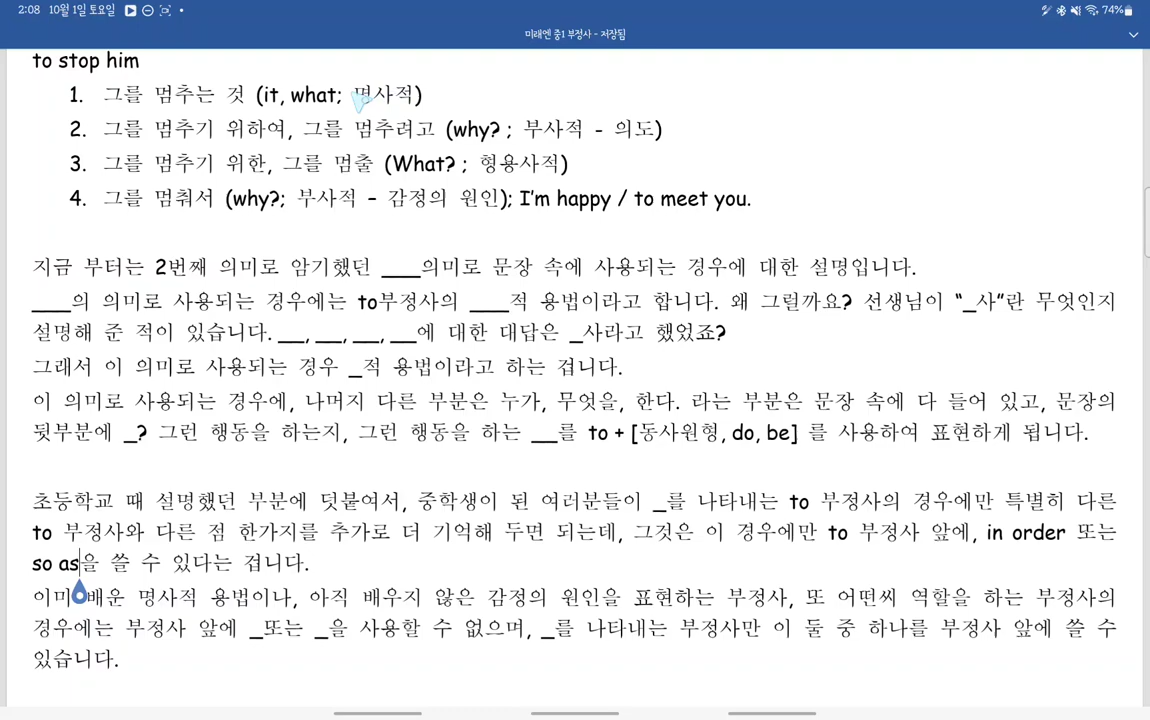 2:08 10월 1일 토요일
74%
미래엔 중1 부정사 - 저장됨
to stop him
1. 그를 멈추는 것 (it, what; 명사적)
2. 그를 멈추기 위하여, 그를 멈추려고 (why? ; 부사적 - 의도)
3. 그를 멈추기 위한, 그를 멈출 (What? ; 형용사적)
4. 그를 멈춰서 (why?; 부사적 – 감정의 원인); I'm happy / to meet you.
지금 부터는 2번째 의미로 암기했던 ___의미로 문장 속에 사용되는 경우에 대한 설명입니다.
___의 의미로 사용되는 경우에는 to부정사의 ___적 용법이라고 합니다. 왜 그럴까요? 선생님이 “_사”란 무엇인지
설명해 준 적이 있습니다. __, __, __, __에 대한 대답은 _사라고 했었죠?
그래서 이 의미로 사용되는 경우 _적 용법이라고 하는 겁니다.
이 의미로 사용되는 경우에, 나머지 다른 부분은 누가, 무엇을, 한다. 라는 부분은 문장 속에 다 들어 있고, 문장의
뒷부분에 _? 그런 행동을 하는지, 그런 행동을 하는 __를 to + [동사원형, do, be] 를 사용하여 표현하게 됩니다.
초등학교 때 설명했던 부분에 덧붙여서, 중학생이 된 여러분들이 _를 나타내는 to 부정사의 경우에만 특별히 다른
to 부정사와 다른 점 한가지를 추가로 더 기억해 두면 되는데, 그것은 이 경우에만 to 부정사 앞에, in order 또는
so as을 쓸 수 있다는 겁니다.
이미 배운 명사적 용법이나, 아직 배우지 않은 감정의 원인을 표현하는 부정사, 또 어떤씨 역할을 하는 부정사의
경우에는 부정사 앞에 _또는 _을 사용할 수 없으며, _를 나타내는 부정사만 이 둘 중 하나를 부정사 앞에 쓸 수
있습니다.